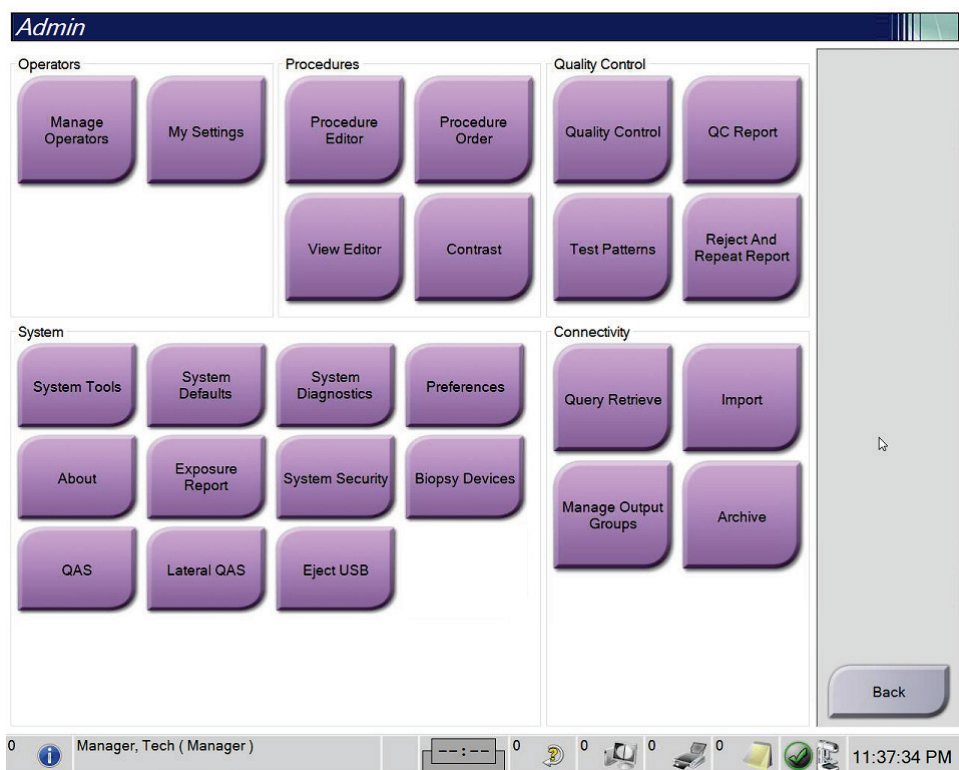 Admin
Operators
Manage
Operators
My Settings
Procedures
Procedure
Editor
Procedure
Order
View Editor
Contrast
Quality Control
Quality Control
QC Report
Test Patterns
Reject And
Repeat Report
System
System Tools
System
Defaults
System
Diagnostics
Preferences
About
Exposure
Report
System Security
Biopsy Devices
QAS
Lateral QAS
Eject USB
Connectivity
Query Retrieve
Import
Manage Output
Groups
Archive
Back
0
Manager, Tech ( Manager )
--:--
0
0
0
0
11:37:34 PM